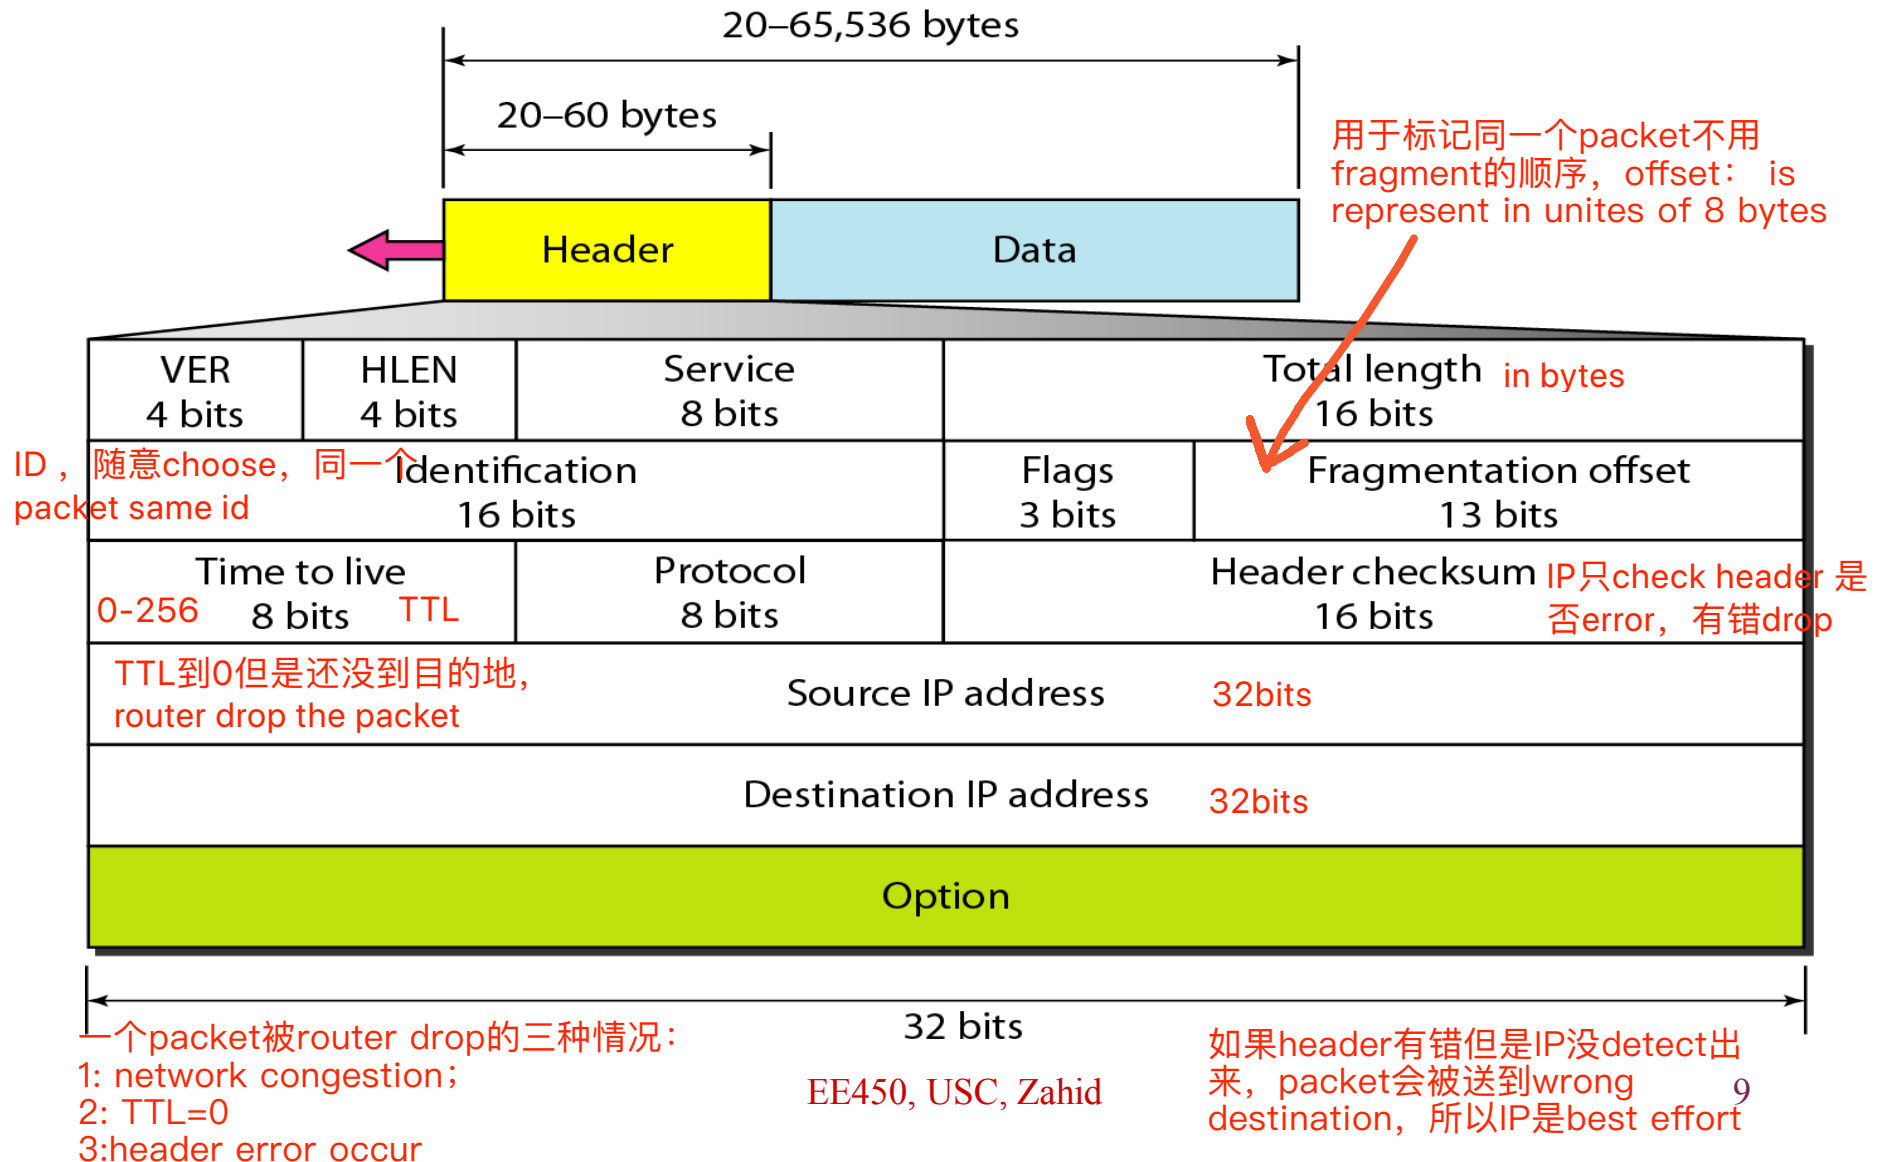 20–65,536 bytes
20–60 bytes
用于标记同一个packet不用
fragment的顺序，offset： is
represent in unites of 8 bytes
Header
Data
VER
4 bits
HLEN
4 bits
Service
8 bits
Total length
16 bits
in bytes
ID ，随意choose，同一个
packet same id
Identification
16 bits
Flags
3 bits
Fragmentation offset
13 bits
Time to live
8 bits
0-256
TTL
Protocol
8 bits
Header checksum
16 bits
IP只check header 是
否error，有错drop
TTL到0但是还没到目的地，
router drop the packet
Source IP address
32bits
Destination IP address
32bits
Option
32 bits
一个packet被router drop的三种情况：
1: network congestion；
2: TTL=0
3:header error occur
EE450, USC, Zahid
如果header有错但是IP没detect出
来，packet会被送到wrong
destination，所以IP是best effort
9